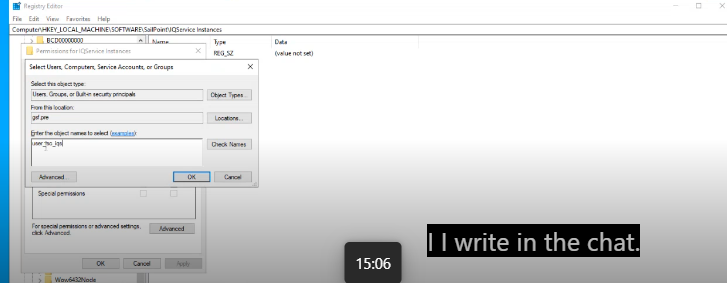 Registry Editor
File Edit View Favorites Help
Computer\HKEY_LOCAL_MACHINE\SOFTWARE\SailPoint\IQService Instances
BCD00000000
Name Type Data
Permissions for IQService Instances
REG_SZ (value not set)
Select Users, Computers, Service Accounts, or Groups
Select this object type:
Users, Groups, or Built-in security principals
Object Types...
From this location:
gsf.pre
Locations...
Enter the object names to select (examples):
Check Names
Advanced...
OK
Cancel
Special permissions
For special permissions or advanced settings,
click Advanced.
Advanced
OK
Cancel
Apply
I I write in the chat.
15:06
Wow6432Node